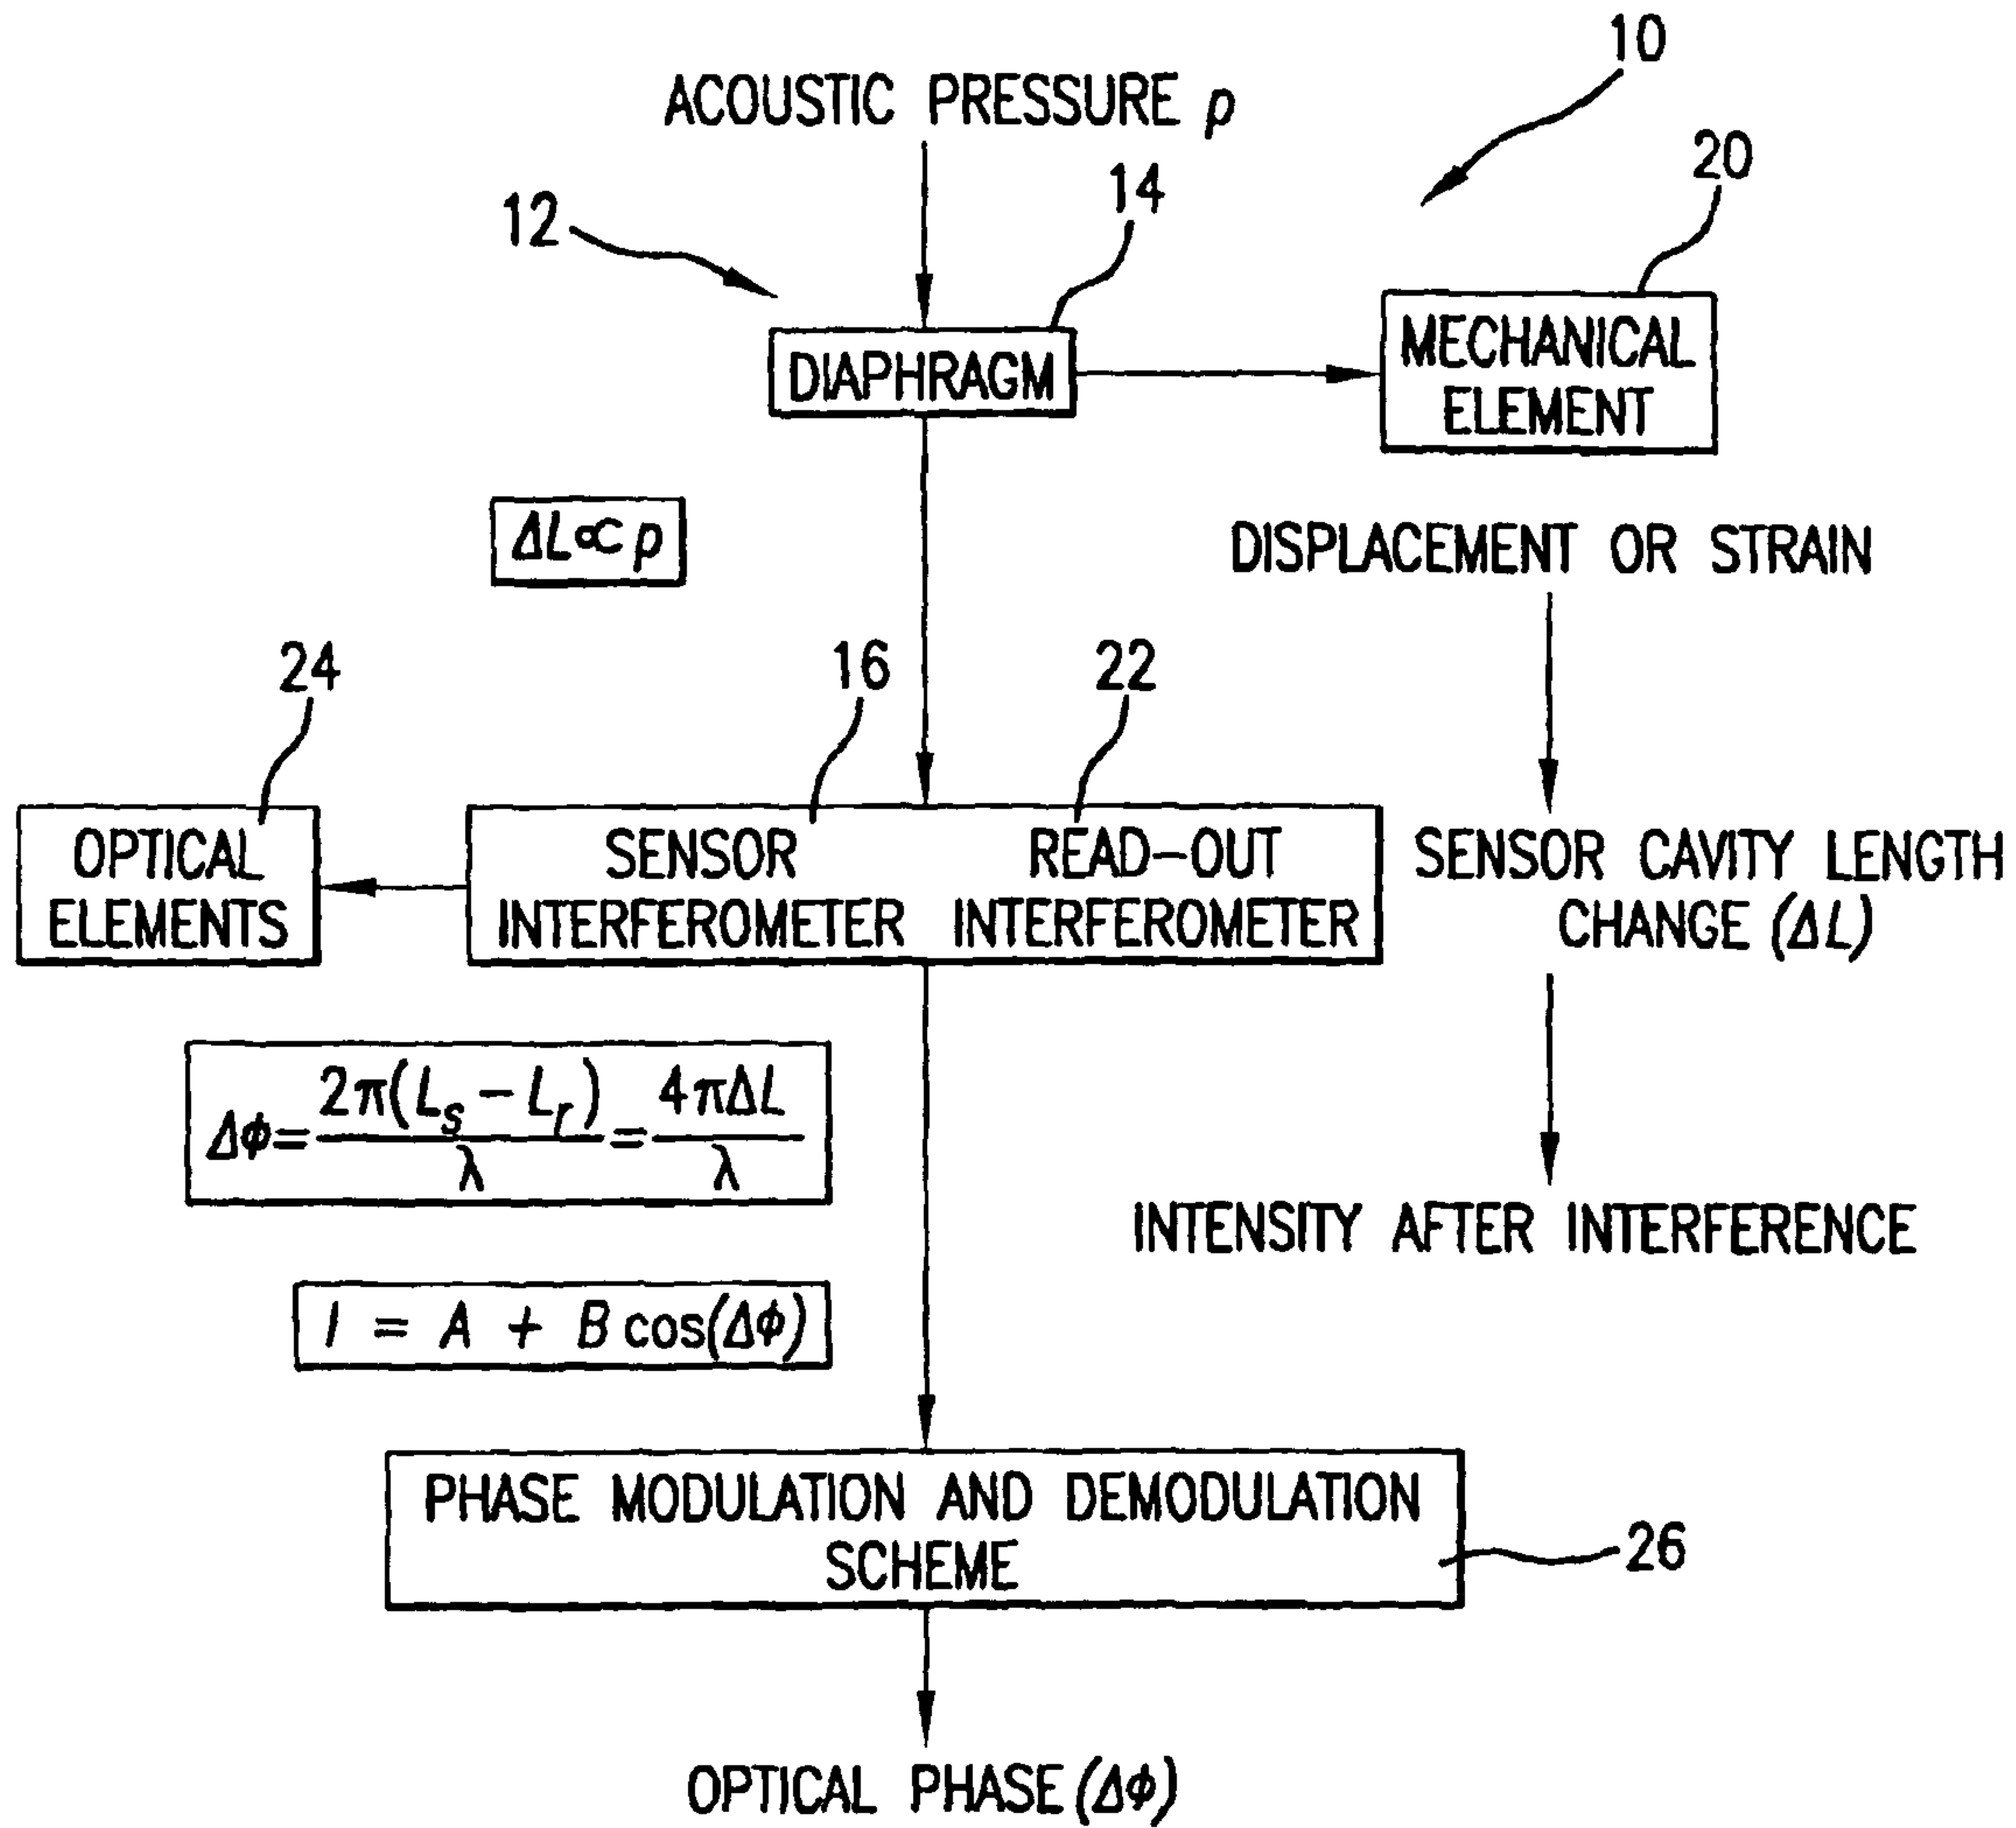 10
ACOUSTIC PRESSURE p
20
14
12
MECHANICAL
ELEMENT
DIAPHRAGM
ΔL∝p
DISPLACEMENT OR STRAIN
24
16
22
OPTICAL
ELEMENTS
SENSOR
INTERFEROMETER
READ-OUT
INTERFEROMETER
SENSOR CAVITY LENGTH
CHANGE (ΔL)
Δϕ = 2π(Ls − Lr)/λ = 4πΔL/λ
INTENSITY AFTER INTERFERENCE
I = A + B cos(Δϕ)
PHASE MODULATION AND DEMODULATION
SCHEME
26
OPTICAL PHASE (Δϕ)